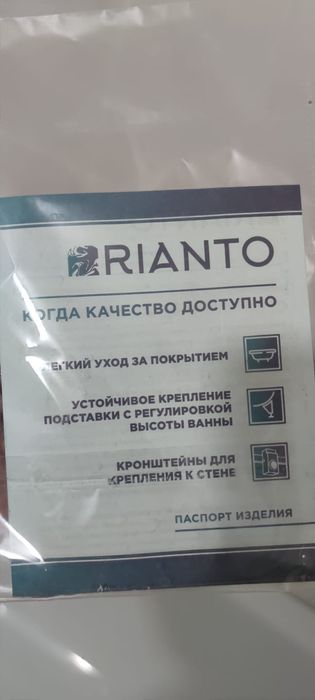 RIANTO
КОГДА КАЧЕСТВО ДОСТУПНО
ЛЕГКИЙ УХОД ЗА ПОКРЫТИЕМ
УСТОЙЧИВОЕ КРЕПЛЕНИЕ
ПОДСТАВКИ С РЕГУЛИРОВКОЙ
ВЫСОТЫ ВАННЫ
КРОНШТЕЙНЫ ДЛЯ
КРЕПЛЕНИЯ К СТЕНЕ
ПАСПОРТ ИЗДЕЛИЯ